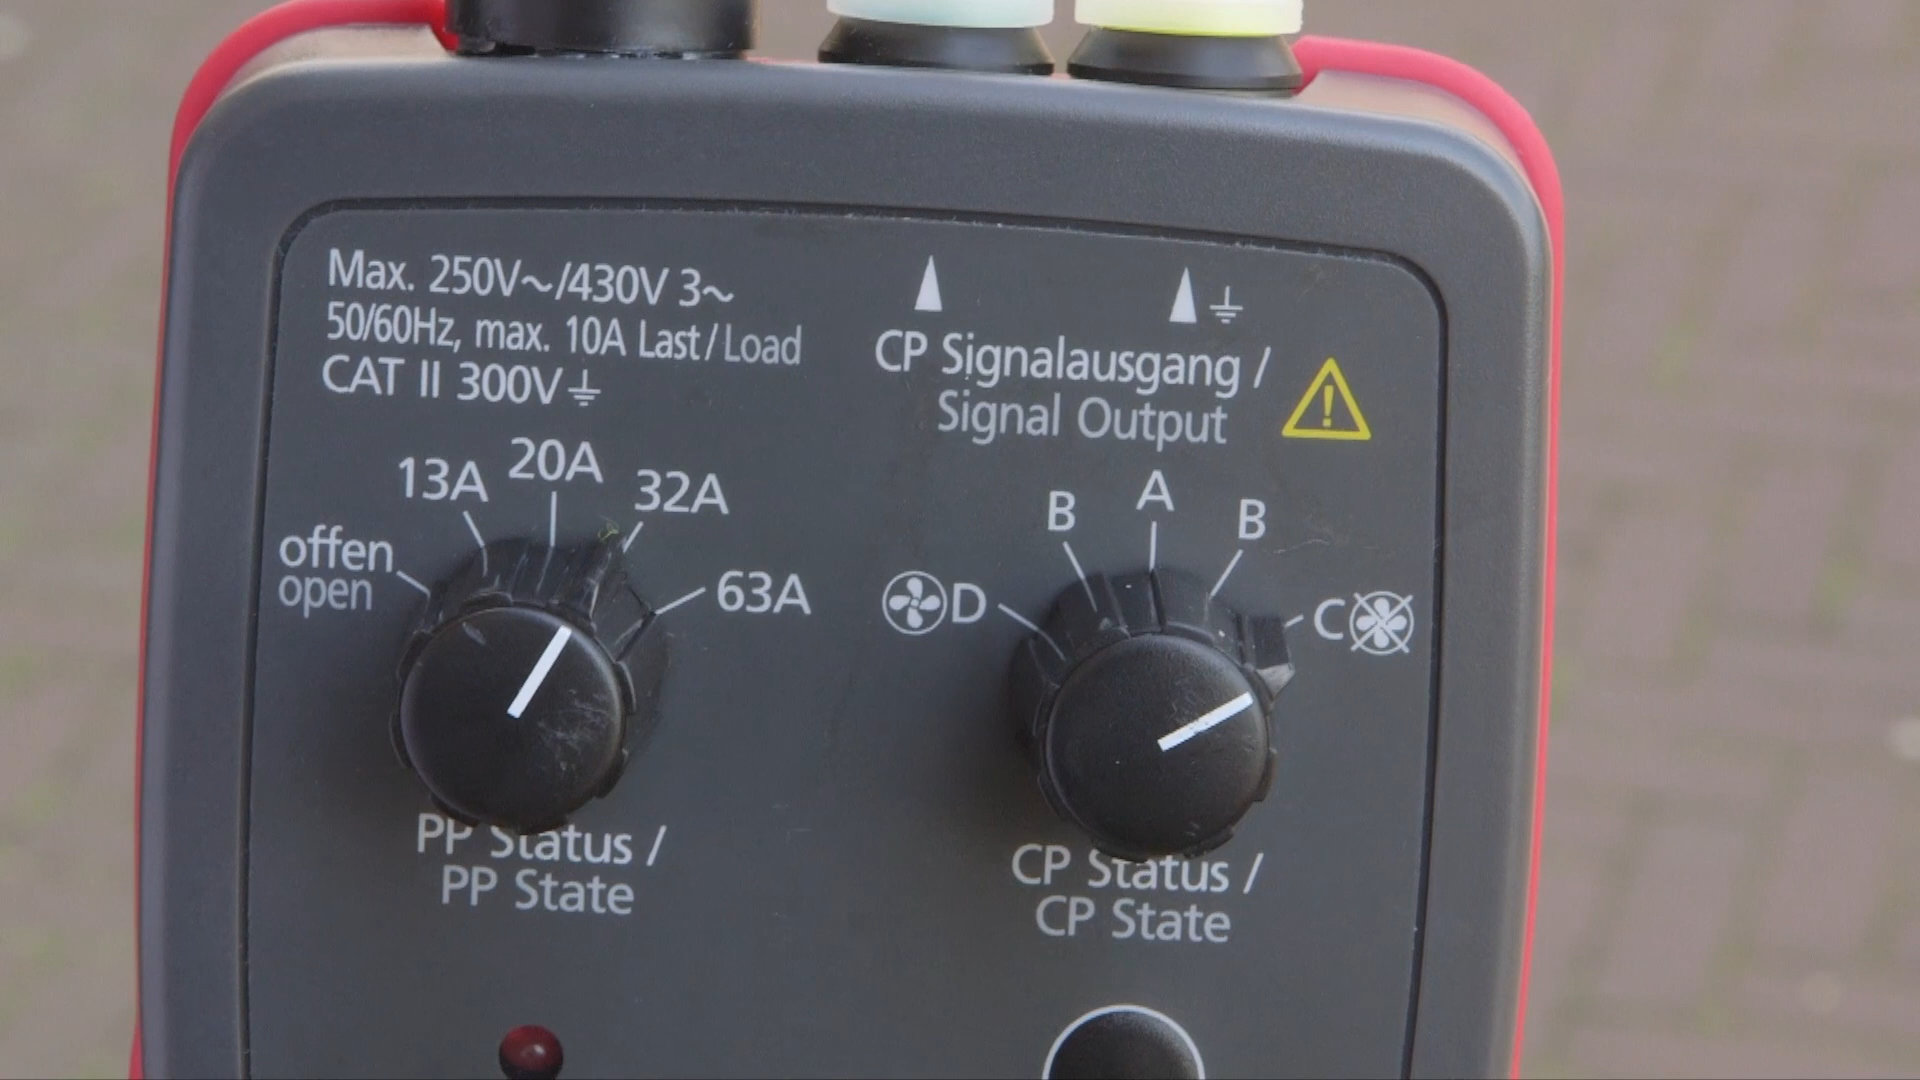 Max. 250V~/430V 3~
50/60Hz, max. 10A Last/Load
CAT II 300V
CP Signalausgang /
Signal Output
offen
open
13A
20A
32A
63A
D
B
A
B
C
PP Status /
PP State
CP Status /
CP State